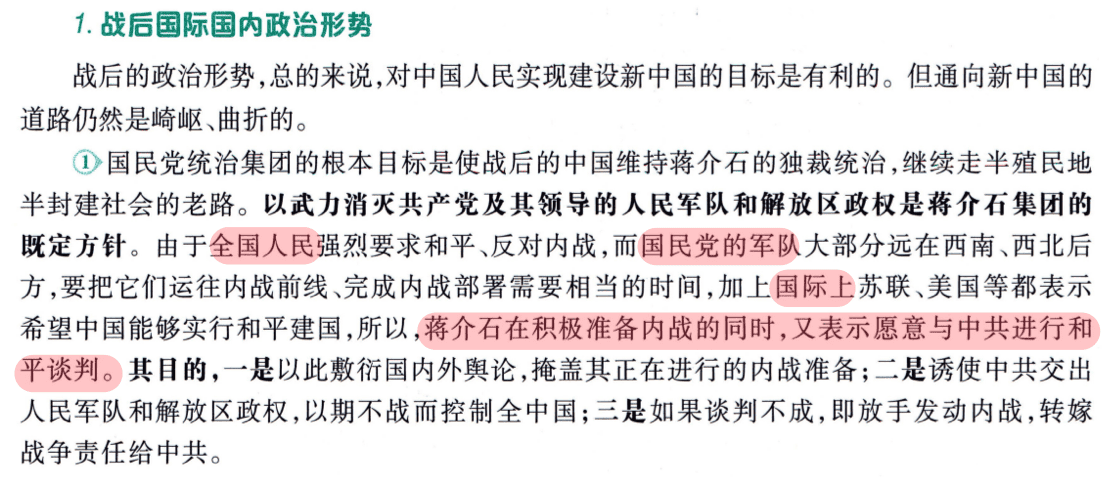 1. 战后国际国内政治形势
战后的政治形势,总的来说,对中国人民实现建设新中国的目标是有利的。但通向新中国的
道路仍然是崎岖、曲折的。
①国民党统治集团的根本目标是使战后的中国维持蒋介石的独裁统治,继续走半殖民地
半封建社会的老路。以武力消灭共产党及其领导的人民军队和解放区政权是蒋介石集团的
既定方针。由于全国人民强烈要求和平、反对内战,而国民党的军队大部分远在西南、西北后
方,要把它们运往内战前线、完成内战部署需要相当的时间,加上国际上苏联、美国等都表示
希望中国能够实行和平建国,所以,蒋介石在积极准备内战的同时,又表示愿意与中共进行和
平谈判。其目的,一是以此敷衍国内外舆论,掩盖其正在进行的内战准备;二是诱使中共交出
人民军队和解放区政权,以期不战而控制全中国;三是如果谈判不成,即放手发动内战,转嫁
战争责任给中共。